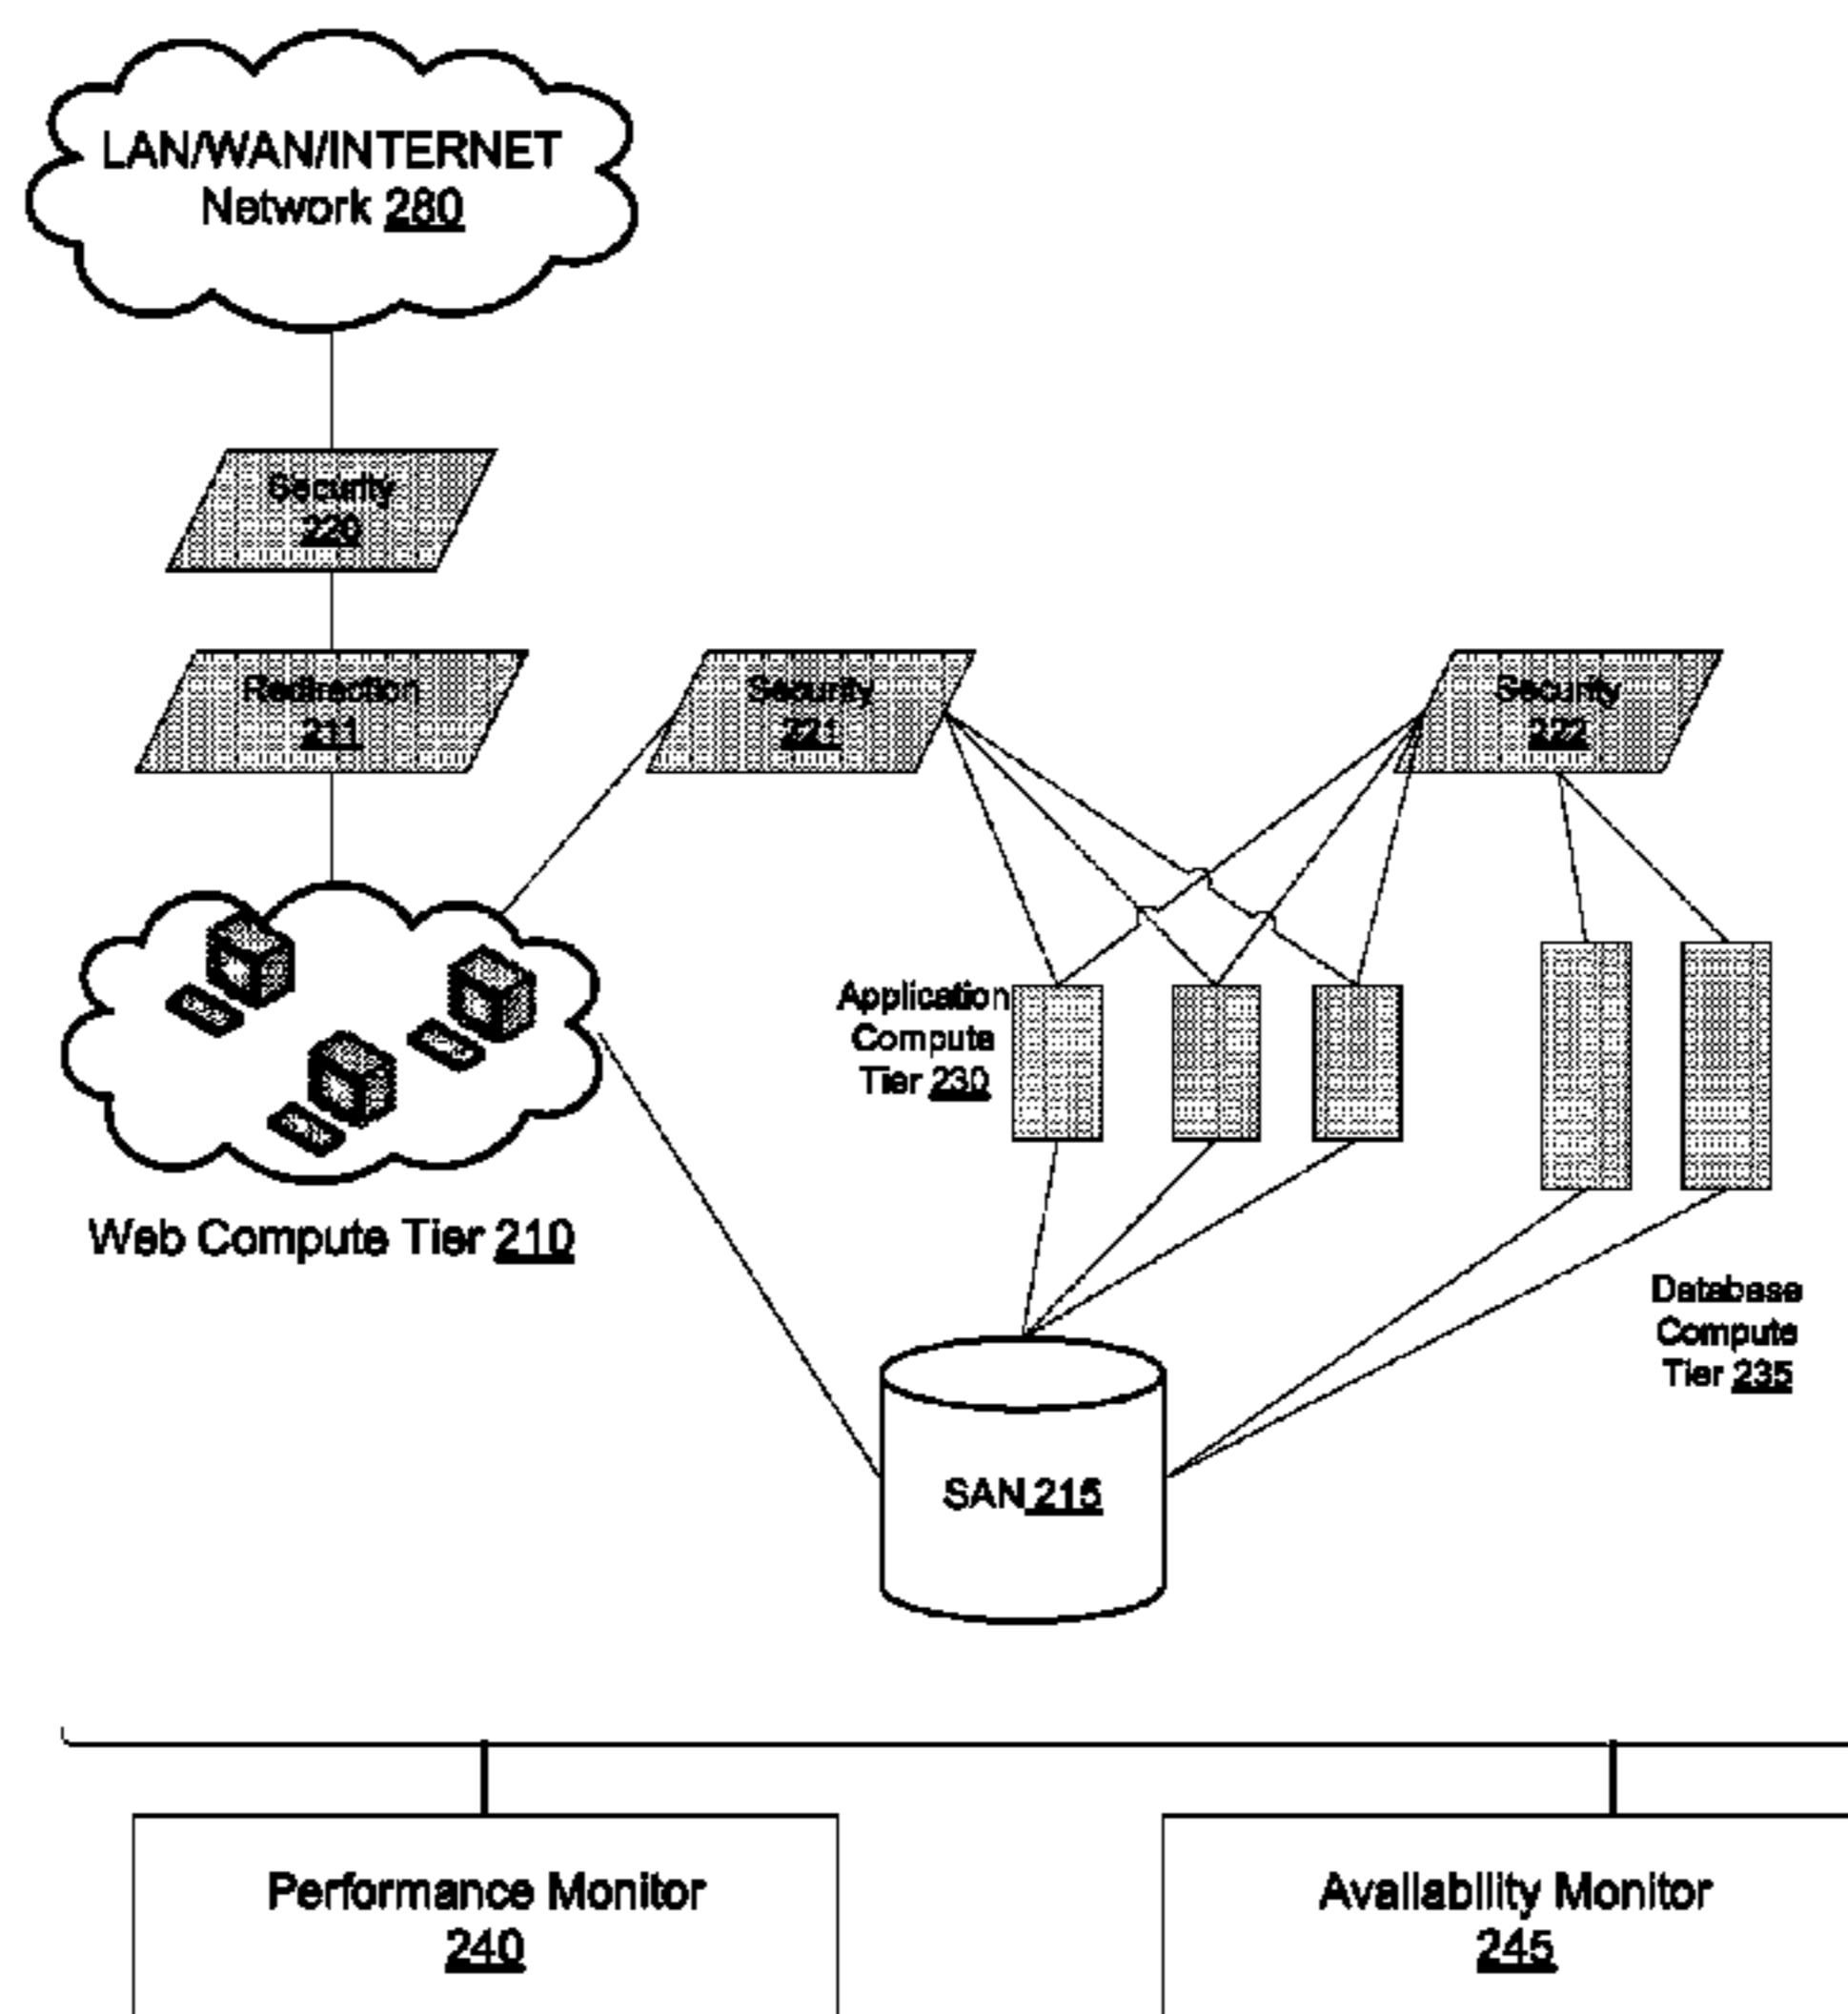 LAN/WAN/INTERNET
Network 280
Security
220
Redirection
211
Security
221
Security
222
Application
Compute
Tier 230
Web Compute Tier 210
Database
Compute
Tier 235
SAN 215
Performance Monitor
240
Availability Monitor
245